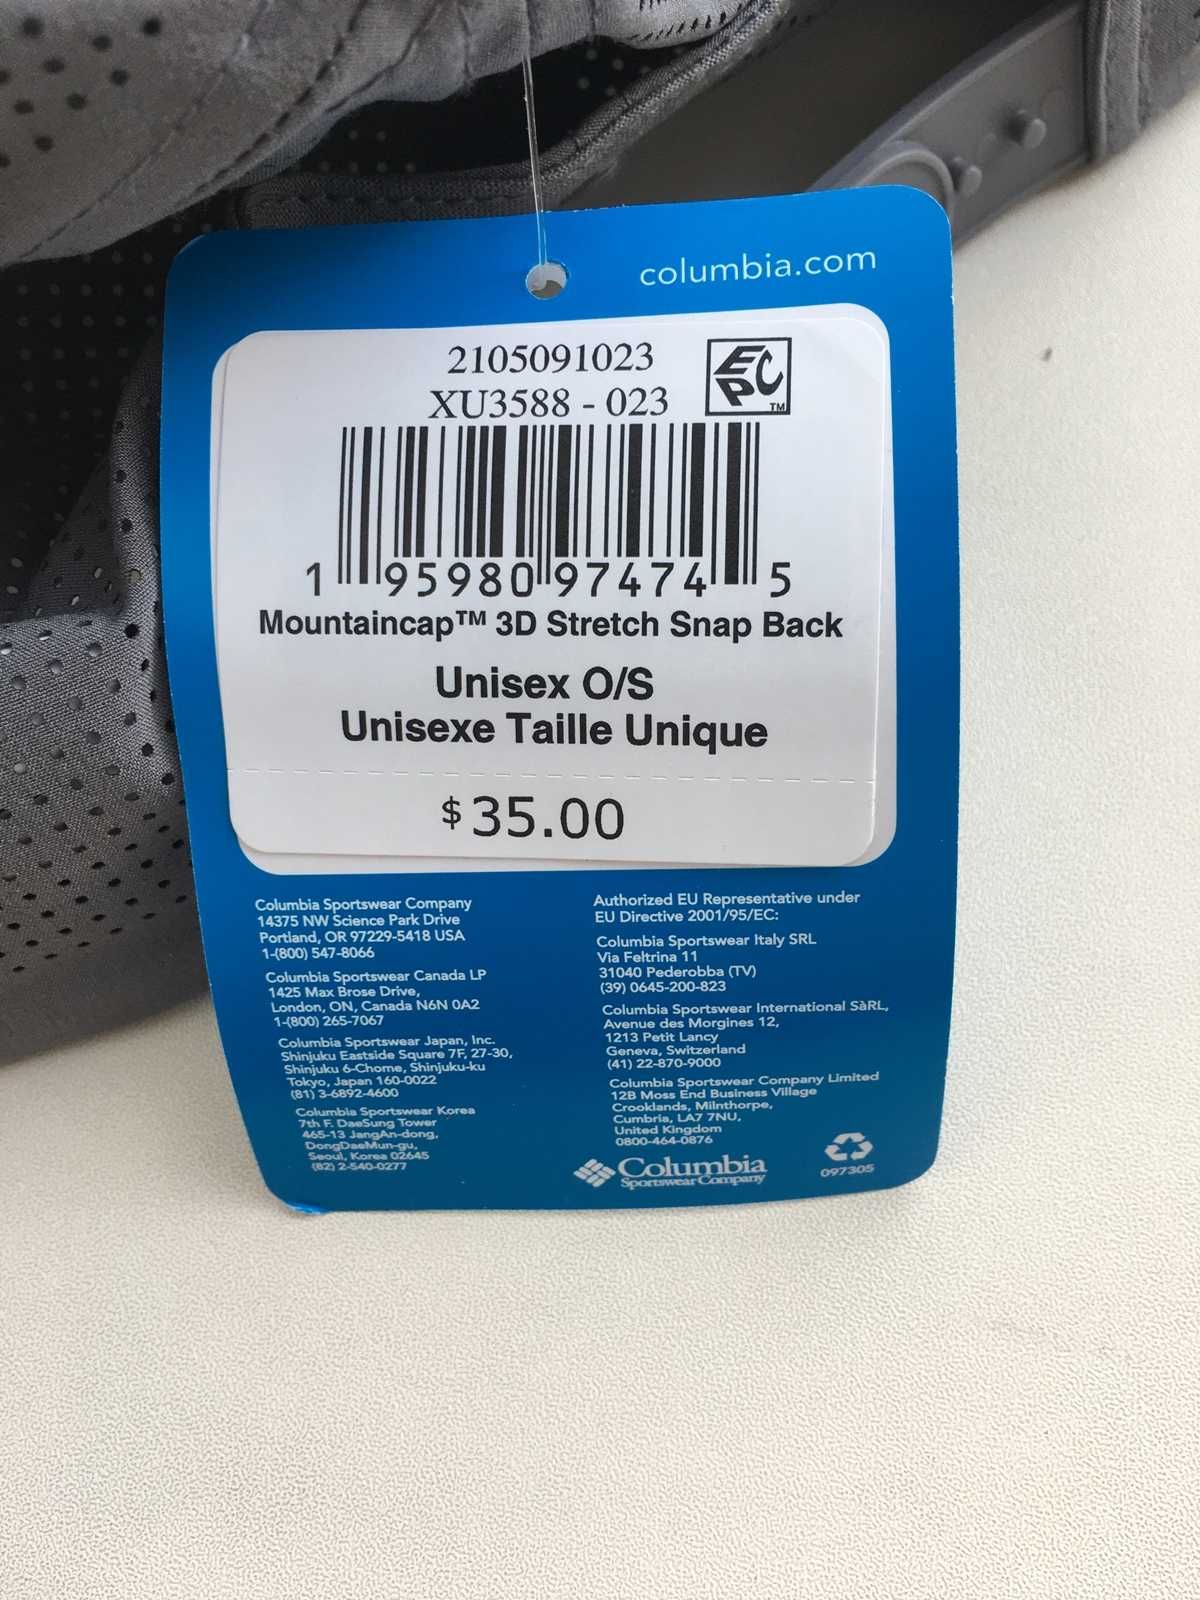 columbia.com
2105091023
XU3588 - 023
EPC
TM
1 95980 97474 5
Mountaincap™ 3D Stretch Snap Back
Unisex O/S
Unisexe Taille Unique
$35.00
Columbia Sportswear Company
14375 NW Science Park Drive
Portland, OR 97229-5418 USA
1-(800) 547-8066
Columbia Sportswear Canada LP
1425 Max Brose Drive,
London, ON, Canada N6N 0A2
1-(800) 265-7067
Columbia Sportswear Japan, Inc.
Shinjuku Eastside Square 7F, 27-30,
Shinjuku 6-Chome, Shinjuku-ku
Tokyo, Japan 160-0022
(81) 3-6892-4600
Columbia Sportswear Korea
7th F. DaeSung Tower
465-13 JangAn-dong,
DongDaeMun-gu,
Seoul, Korea 02645
(82) 2-540-0277
Authorized EU Representative under
EU Directive 2001/95/EC:
Columbia Sportswear Italy SRL
Via Feltrina 11
31040 Pederobba (TV)
(39) 0645-200-823
Columbia Sportswear International SàRL,
Avenue des Morgines 12,
1213 Petit Lancy
Geneva, Switzerland
(41) 22-870-9000
Columbia Sportswear Company Limited
12B Moss End Business Village
Crooklands, Milnthorpe,
Cumbria, LA7 7NU,
United Kingdom
0800-464-0876
Columbia
Sportswear Company
097305